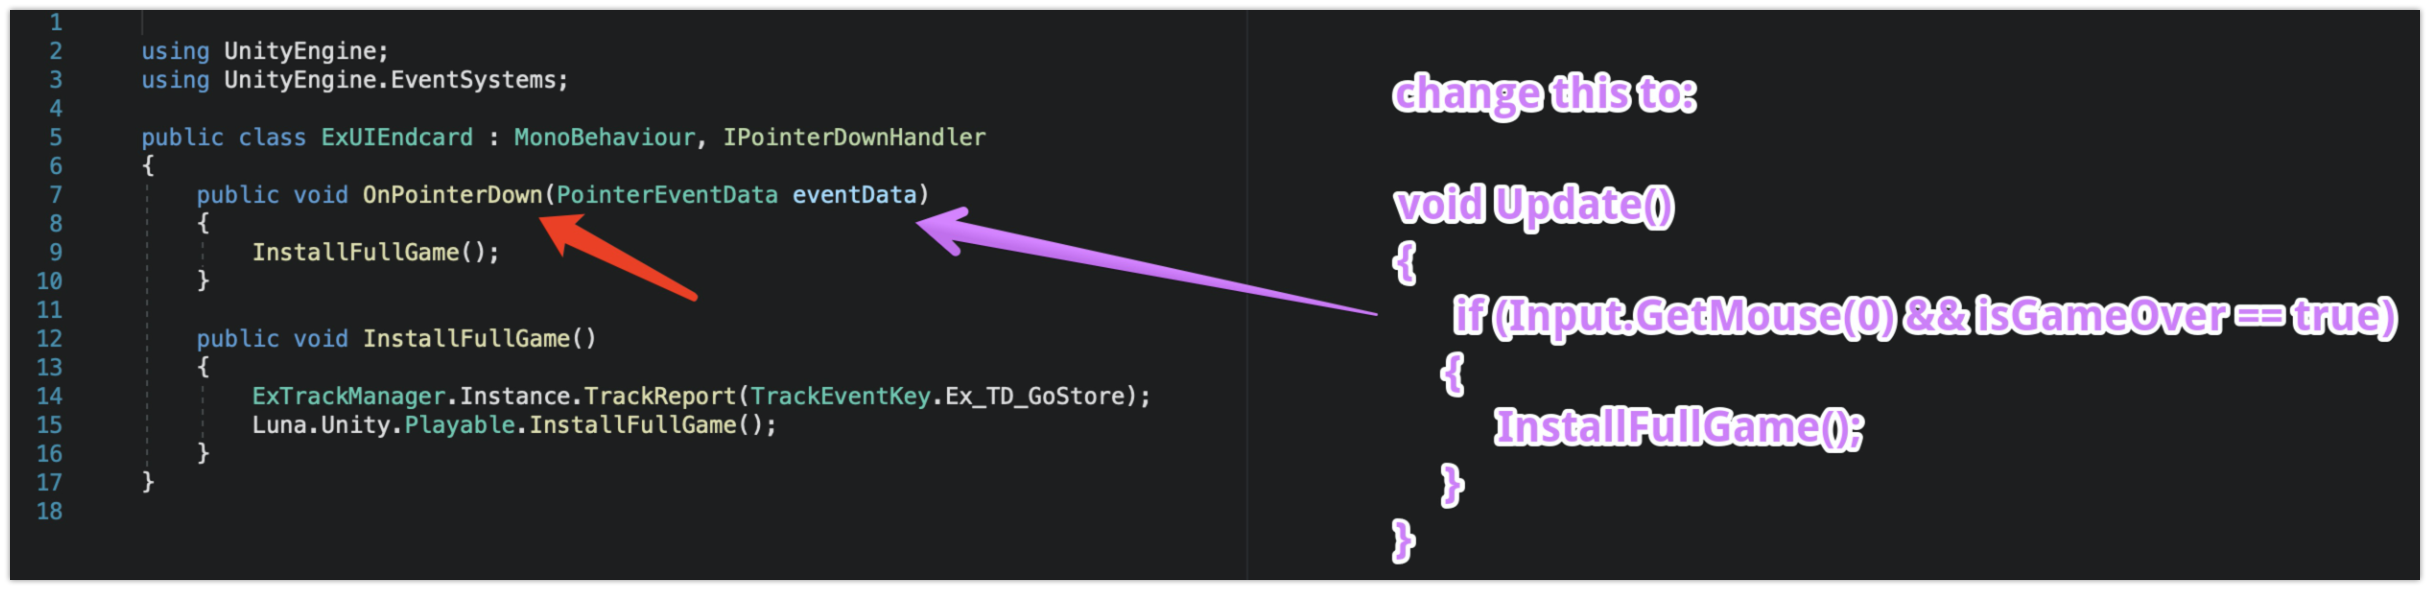 1
2 using UnityEngine;
3 using UnityEngine.EventSystems;
4
5 public class ExUIEndcard : MonoBehaviour, IPointerDownHandler
6 {
7 public void OnPointerDown(PointerEventData eventData)
8 {
9 InstallFullGame();
10 }
11
12 public void InstallFullGame()
13 {
14 ExTrackManager.Instance.TrackReport(TrackEventKey.Ex_TD_GoStore);
15 Luna.Unity.Playable.InstallFullGame();
16 }
17 }
18
change this to:
void Update()
{
if (Input.GetMouse(0) && isGameOver == true)
{
InstallFullGame();
}
}